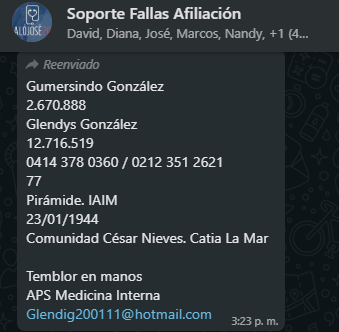 ALÓJOSÉ
Soporte Fallas Afiliación
David, Diana, José, Marcos, Nandy, +1 (4...
Reenviado
Gumersindo González
2.670.888
Glendys González
12.716.519
0414 378 0360 / 0212 351 2621
77
Pirámide. IAIM
23/01/1944
Comunidad César Nieves. Catia La Mar
Temblor en manos
APS Medicina Interna
Glendig200111@hotmail.com
3:23 p. m.